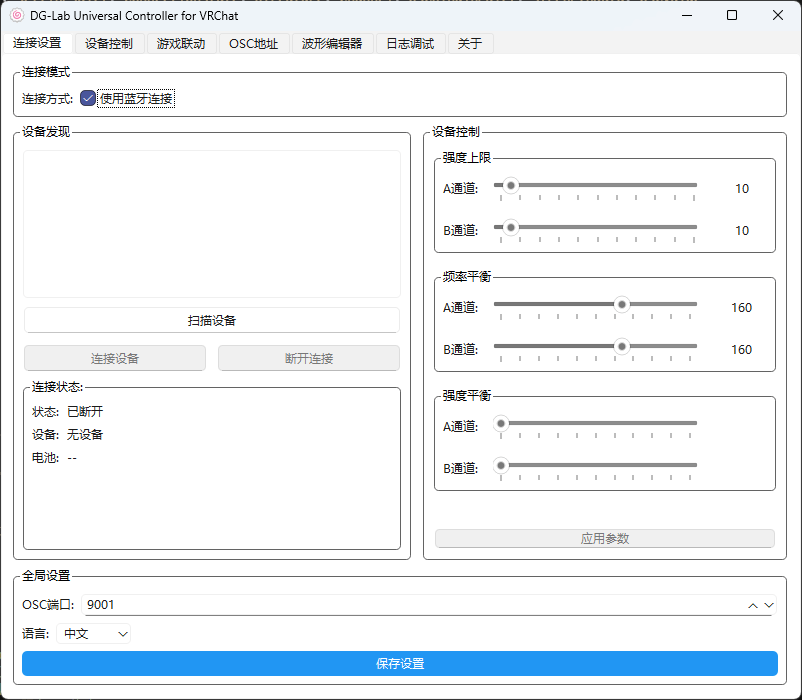 DG-Lab Universal Controller for VRChat
连接设置 设备控制 游戏联动 OSC地址 波形编辑器 日志调试 关于
连接模式
连接方式: 使用蓝牙连接
设备发现
扫描设备
连接设备 断开连接
连接状态:
状态: 已断开
设备: 无设备
电池: --
设备控制
强度上限
A通道: 10
B通道: 10
频率平衡
A通道: 160
B通道: 160
强度平衡
A通道:
B通道:
应用参数
全局设置
OSC端口: 9001
语言: 中文
保存设置